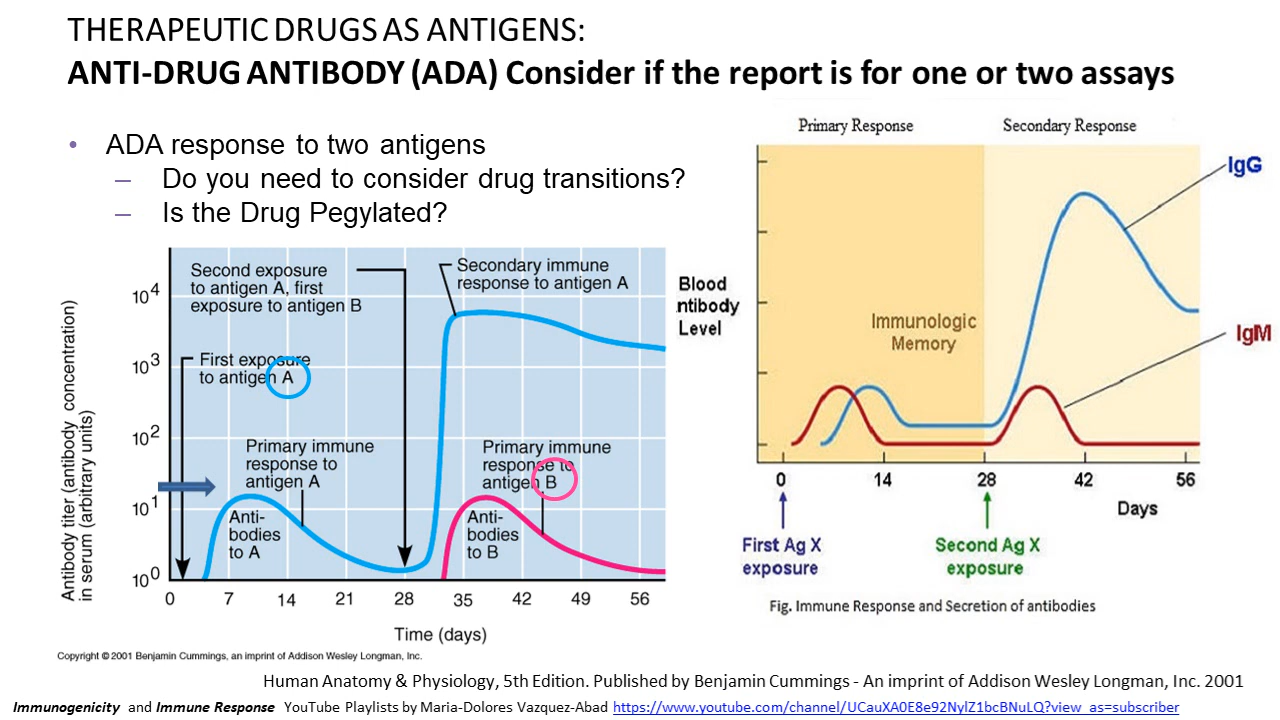 THERAPEUTIC DRUGS AS ANTIGENS:
ANTI-DRUG ANTIBODY (ADA) Consider if the report is for one or two assays
• ADA response to two antigens
– Do you need to consider drug transitions?
– Is the Drug Pegylated?
Antibody titer (antibody concentration)
in serum (arbitrary units)
10⁴
10³
10²
10¹
10⁰
Second exposure
to antigen A, first
exposure to antigen B
First exposure
to antigen A
Primary immune
response to
antigen A
Anti-
bodies
to A
Secondary immune
response to antigen A
Primary immune
response to
antigen B
Anti-
bodies
to B
0 7 14 21 28 35 42 49 56
Time (days)
Copyright © 2001 Benjamin Cummings, an imprint of Addison Wesley Longman, Inc.
Primary Response Secondary Response
IgG
Blood
ntibody
Level
Immunologic
Memory
IgM
0 14 28 42 56
Days
First Ag X
exposure
Second Ag X
exposure
Fig. Immune Response and Secretion of antibodies
Human Anatomy & Physiology, 5th Edition. Published by Benjamin Cummings - An imprint of Addison Wesley Longman, Inc. 2001
Immunogenicity and Immune Response YouTube Playlists by Maria-Dolores Vazquez-Abad https://www.youtube.com/channel/UCauXA0E8e92NylZ1bcBNuLQ?view_as=subscriber